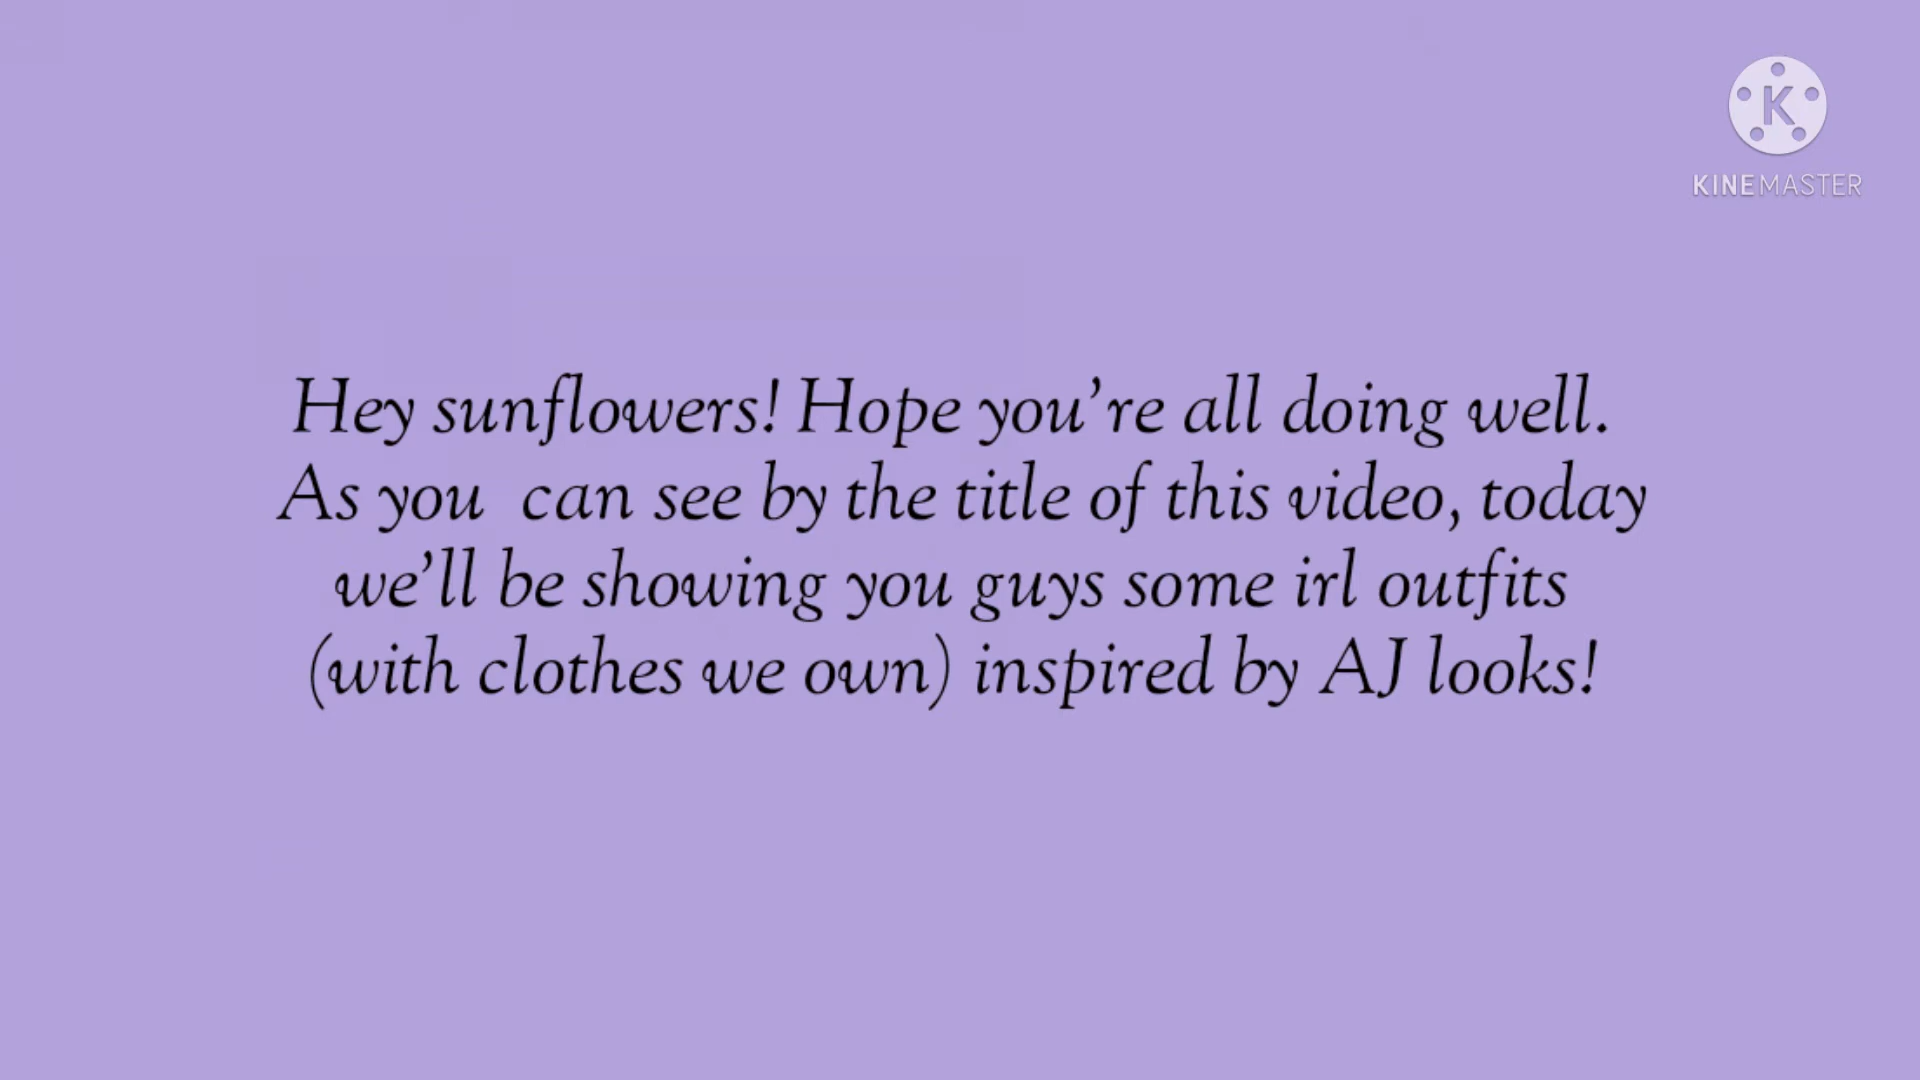 K
KINEMASTER
Hey sunflowers! Hope you're all doing well.
As you  can see by the title of this video, today
we'll be showing you guys some irl outfits
(with clothes we own) inspired by AJ looks!